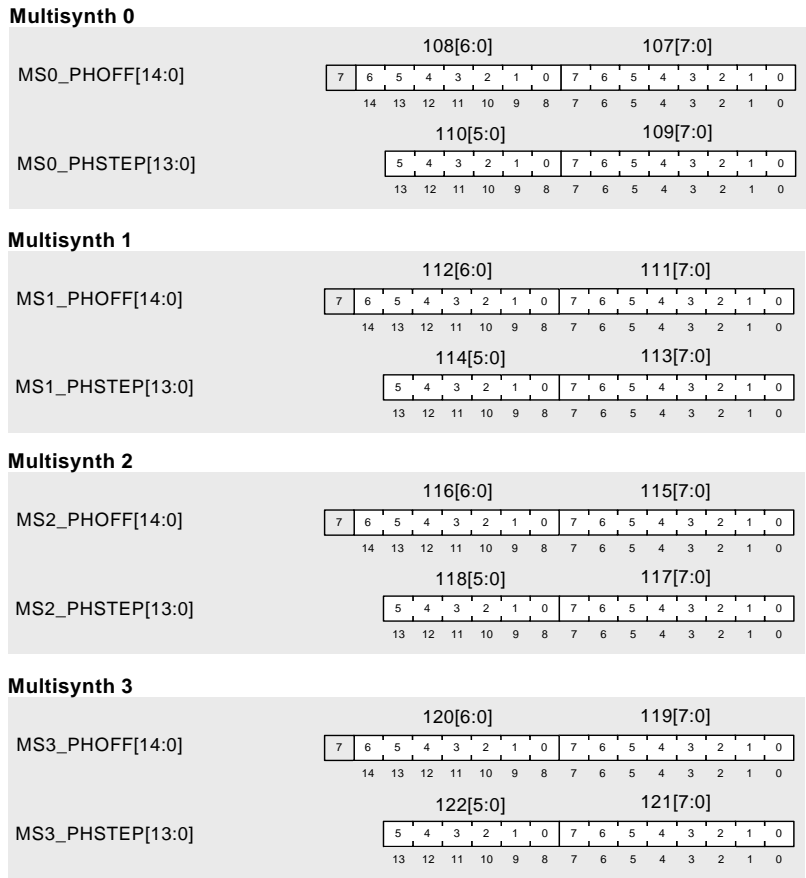 Multisynth 0
108[6:0] 107[7:0]
MS0_PHOFF[14:0] 7 6 5 4 3 2 1 0 7 6 5 4 3 2 1 0
14 13 12 11 10 9 8 7 6 5 4 3 2 1 0
110[5:0] 109[7:0]
MS0_PHSTEP[13:0] 5 4 3 2 1 0 7 6 5 4 3 2 1 0
13 12 11 10 9 8 7 6 5 4 3 2 1 0
Multisynth 1
112[6:0] 111[7:0]
MS1_PHOFF[14:0] 7 6 5 4 3 2 1 0 7 6 5 4 3 2 1 0
14 13 12 11 10 9 8 7 6 5 4 3 2 1 0
114[5:0] 113[7:0]
MS1_PHSTEP[13:0] 5 4 3 2 1 0 7 6 5 4 3 2 1 0
13 12 11 10 9 8 7 6 5 4 3 2 1 0
Multisynth 2
116[6:0] 115[7:0]
MS2_PHOFF[14:0] 7 6 5 4 3 2 1 0 7 6 5 4 3 2 1 0
14 13 12 11 10 9 8 7 6 5 4 3 2 1 0
118[5:0] 117[7:0]
MS2_PHSTEP[13:0] 5 4 3 2 1 0 7 6 5 4 3 2 1 0
13 12 11 10 9 8 7 6 5 4 3 2 1 0
Multisynth 3
120[6:0] 119[7:0]
MS3_PHOFF[14:0] 7 6 5 4 3 2 1 0 7 6 5 4 3 2 1 0
14 13 12 11 10 9 8 7 6 5 4 3 2 1 0
122[5:0] 121[7:0]
MS3_PHSTEP[13:0] 5 4 3 2 1 0 7 6 5 4 3 2 1 0
13 12 11 10 9 8 7 6 5 4 3 2 1 0